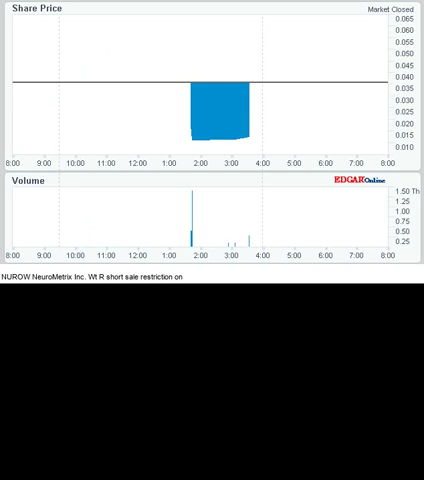 Share Price Market Closed
0.065
0.060
0.055
0.050
0.045
0.040
0.035
0.030
0.025
0.020
0.015
0.010
8:00 9:00 10:00 11:00 12:00 1:00 2:00 3:00 4:00 5:00 6:00 7:00 8:00
Volume EDGAROnline
1.50 Th
1.25
1.00
0.75
0.50
0.25
8:00 9:00 10:00 11:00 12:00 1:00 2:00 3:00 4:00 5:00 6:00 7:00 8:00
NUROW NeuroMetrix Inc. Wt R short sale restriction on